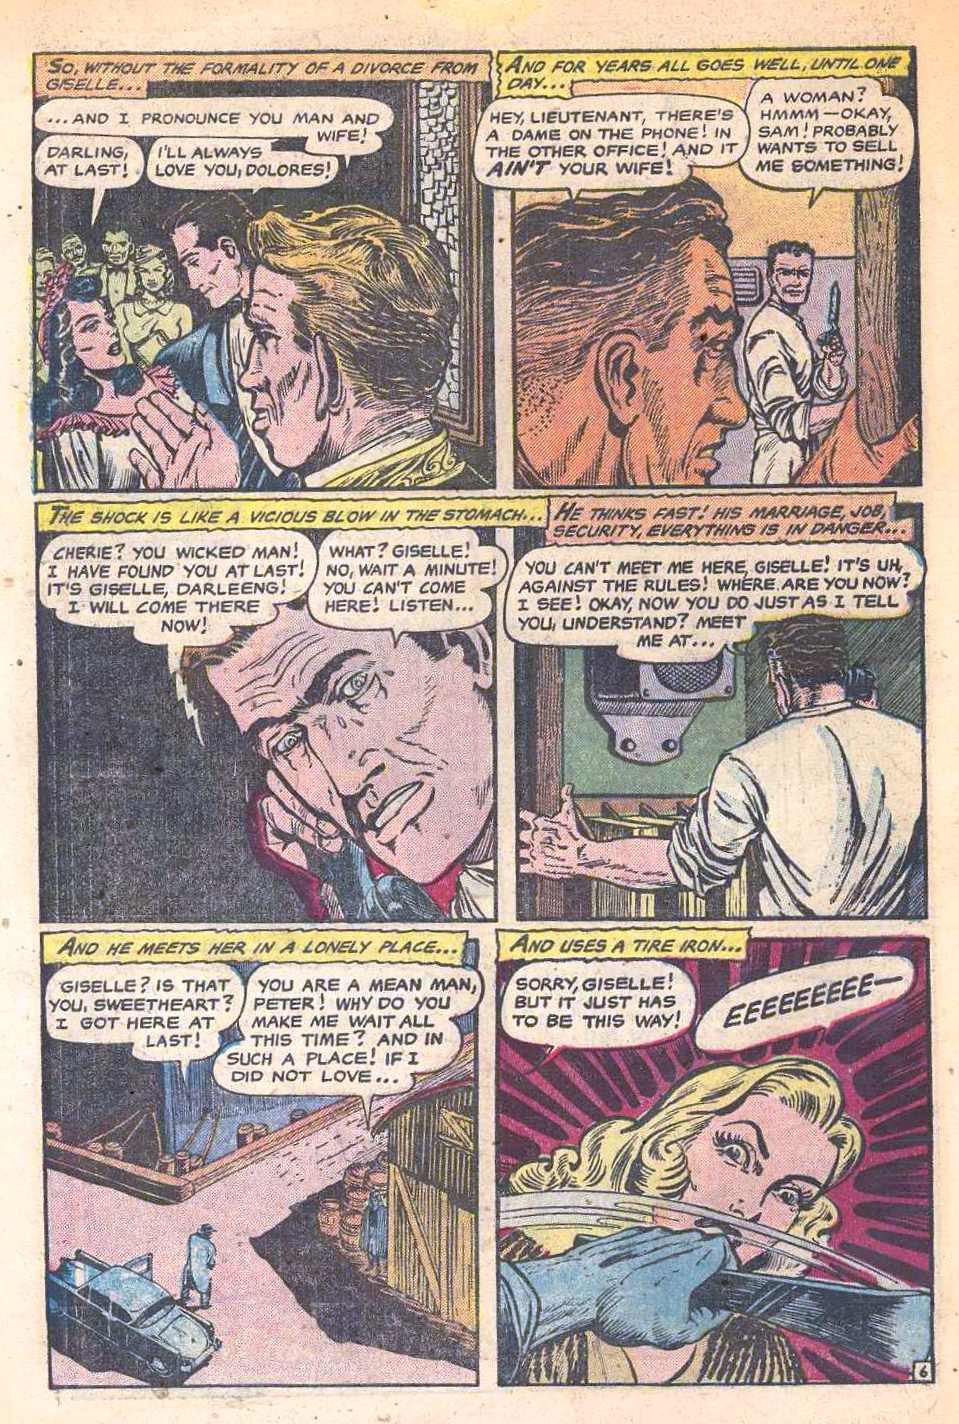 SO, WITHOUT THE FORMALITY OF A DIVORCE FROM
GISELLE...
...AND I PRONOUNCE YOU MAN AND
WIFE!
DARLING,
AT LAST!
I'LL ALWAYS
LOVE YOU, DOLORES!
AND FOR YEARS ALL GOES WELL, UNTIL ONE
DAY...
HEY, LIEUTENANT, THERE'S
A DAME ON THE PHONE! IN
THE OTHER OFFICE! AND IT
AIN'T YOUR WIFE!
A WOMAN?
HMMM-OKAY,
SAM! PROBABLY
WANTS TO SELL
ME SOMETHING!
THE SHOCK IS LIKE A VICIOUS BLOW IN THE STOMACH...
CHERIE? YOU WICKED MAN!
I HAVE FOUND YOU AT LAST!
IT'S GISELLE, DARLEENG!
I WILL COME THERE
NOW!
WHAT? GISELLE!
NO, WAIT A MINUTE!
YOU CAN'T COME
HERE! LISTEN...
HE THINKS FAST! HIS MARRIAGE, JOB,
SECURITY, EVERYTHING IS IN DANGER...
YOU CAN'T MEET ME HERE, GISELLE! IT'S UH,
AGAINST THE RULES! WHERE ARE YOU NOW?
I SEE! OKAY, NOW YOU DO JUST AS I TELL
YOU, UNDERSTAND? MEET
ME AT...
AND HE MEETS HER IN A LONELY PLACE...
GISELLE? IS THAT
YOU, SWEETHEART?
I GOT HERE AT
LAST!
YOU ARE A MEAN MAN,
PETER! WHY DO YOU
MAKE ME WAIT ALL
THIS TIME? AND IN
SUCH A PLACE! IF I
DID NOT LOVE...
AND USES A TIRE IRON...
SORRY, GISELLE!
BUT IT JUST HAS
TO BE THIS WAY!
EEEEEEEEE-
6